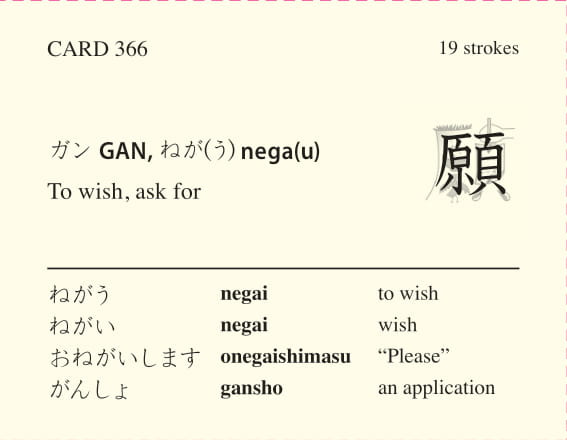 CARD 366 19 strokes
ガン GAN, ねが(う) nega(u)
To wish, ask for
願
ねがう negai to wish
ねがい negai wish
おねがいします onegaishimasu “Please”
がんしょ gansho an application